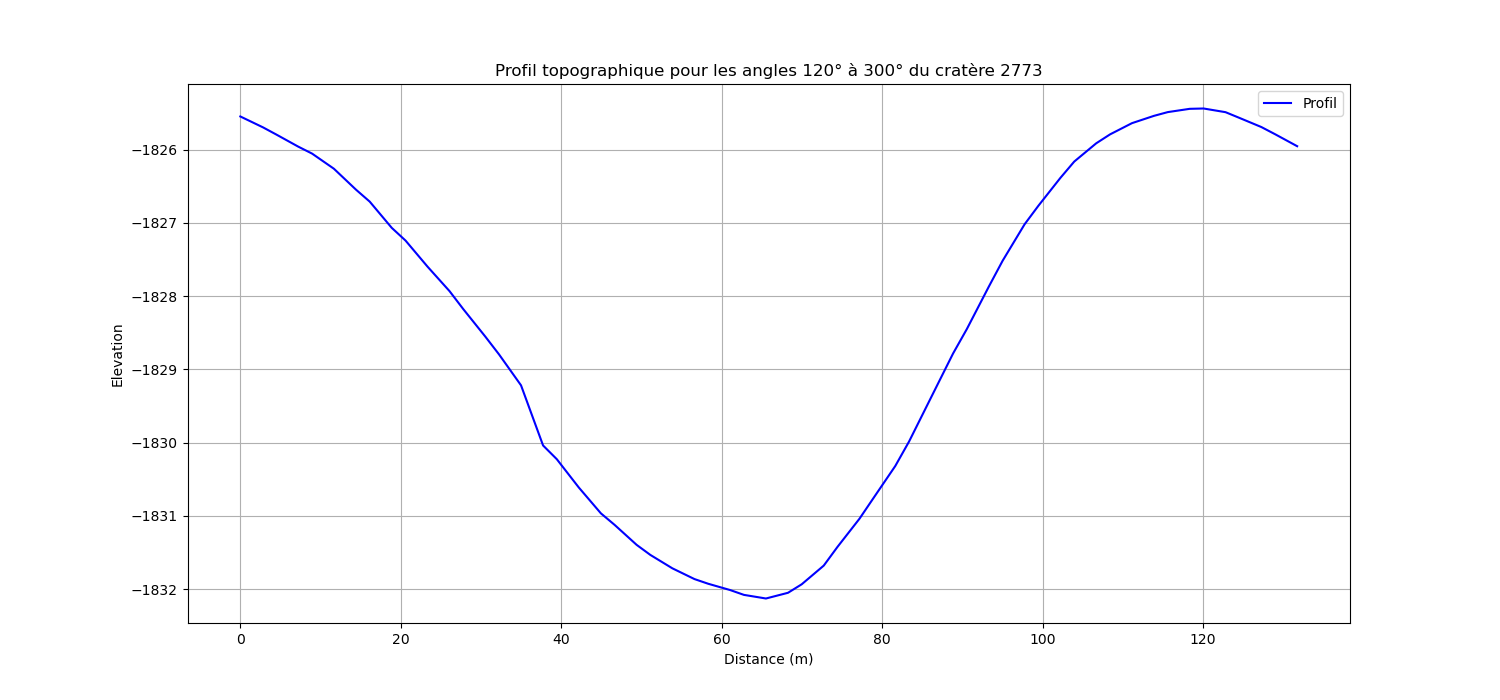 Profil topographique pour les angles 120° à 300° du cratère 2773
Profil
−1826
−1827
−1828
−1829
−1830
−1831
−1832
Elevation
0 20 40 60 80 100 120
Distance (m)